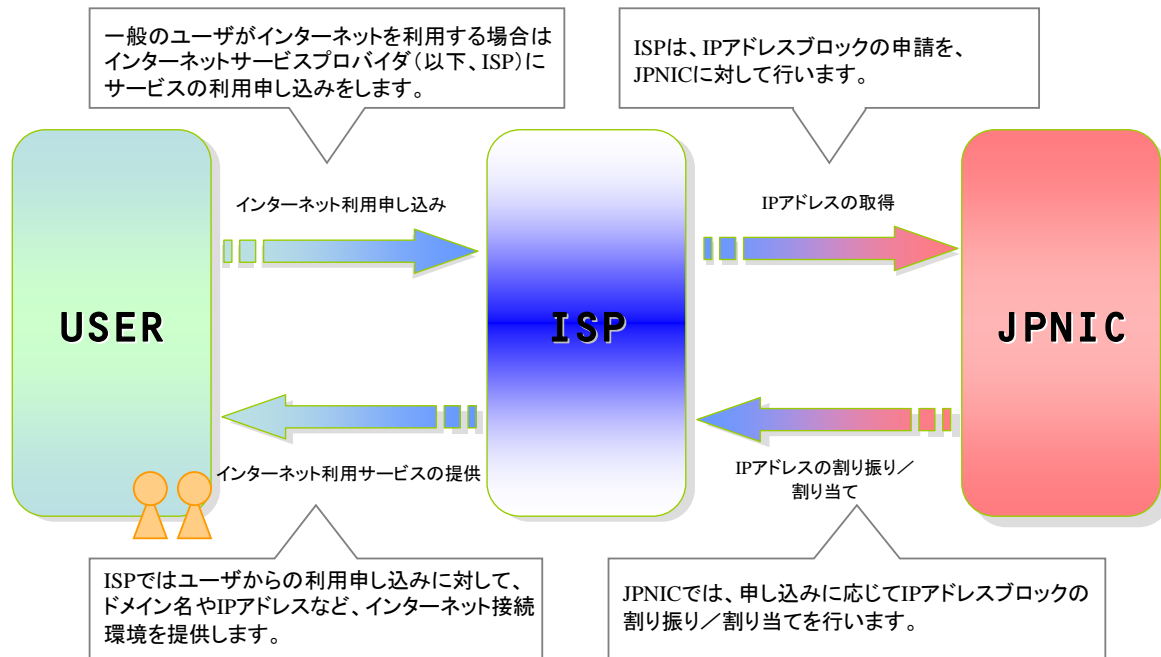 一般のユーザがインターネットを利用する場合は
インターネットサービスプロバイダ（以下、ISP）に
サービスの利用申し込みをします。
ISPは、IPアドレスブロックの申請を、
JPNICに対して行います。
インターネット利用申し込み
IPアドレスの取得
USER
ISP
JPNIC
インターネット利用サービスの提供
IPアドレスの割り振り／
割り当て
ISPではユーザからの利用申し込みに対して、
ドメイン名やIPアドレスなど、インターネット接続
環境を提供します。
JPNICでは、申し込みに応じてIPアドレスブロックの
割り振り／割り当てを行います。